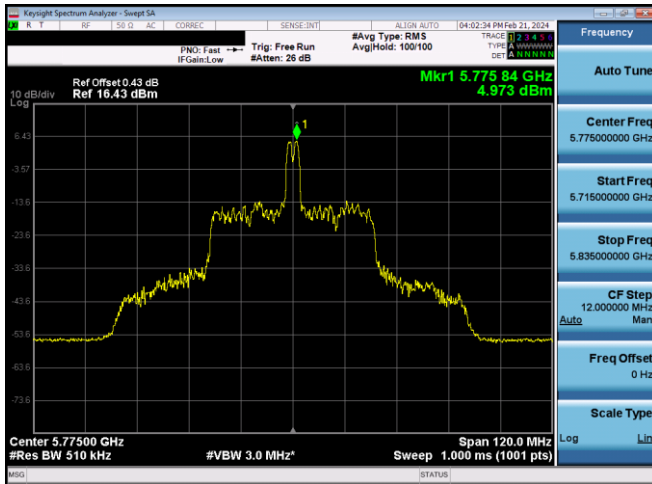 Keysight Spectrum Analyzer - Swept SA
R T RF 50 Ω AC CORREC SENSE:INT ALIGN AUTO 04:02:34 PM Feb 21, 2024
PNO: Fast
IFGain:Low
Trig: Free Run
#Atten: 26 dB
#Avg Type: RMS
Avg|Hold: 100/100
TRACE 1 2 3 4 5 6
TYPE A WWWWW
DET A N N N N N
Ref Offset 0.43 dB
10 dB/div Ref 16.43 dBm
Log
Mkr1 5.775 84 GHz
4.973 dBm
6.43
-3.57
-13.6
-23.6
-33.6
-43.6
-53.6
-63.6
-73.6
1
Center 5.77500 GHz Span 120.0 MHz
#Res BW 510 kHz #VBW 3.0 MHz* Sweep 1.000 ms (1001 pts)
MSG STATUS
Frequency
Auto Tune
Center Freq
5.775000000 GHz
Start Freq
5.715000000 GHz
Stop Freq
5.835000000 GHz
CF Step
12.000000 MHz
Auto Man
Freq Offset
0 Hz
Scale Type
Log Lin